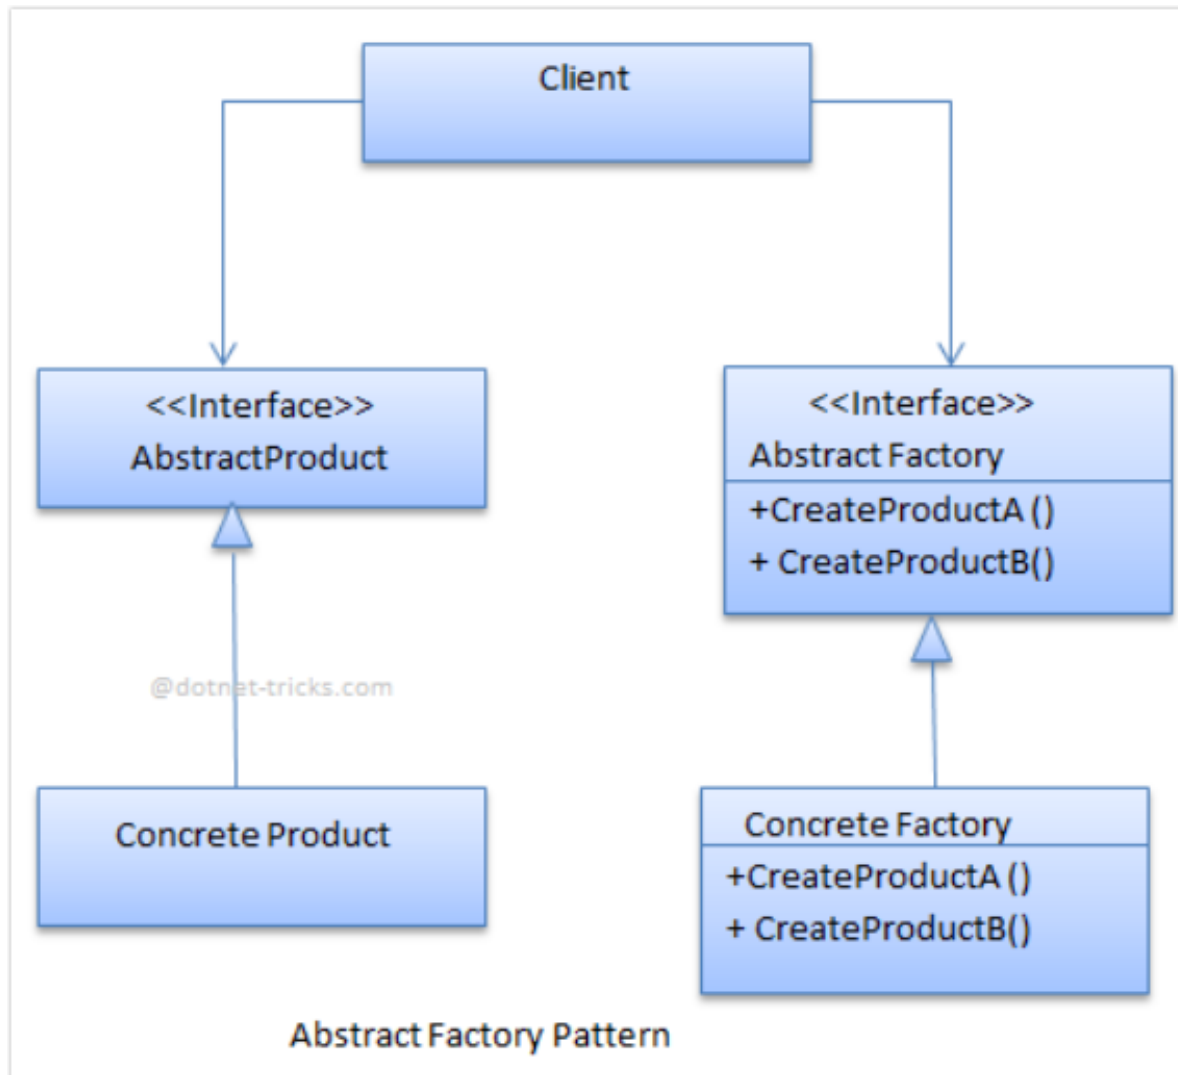 Client
<<Interface>>
AbstractProduct
<<Interface>>
Abstract Factory
+CreateProductA ()
+ CreateProductB()
@dotnet-tricks.com
Concrete Product
Concrete Factory
+CreateProductA ()
+ CreateProductB()
Abstract Factory Pattern